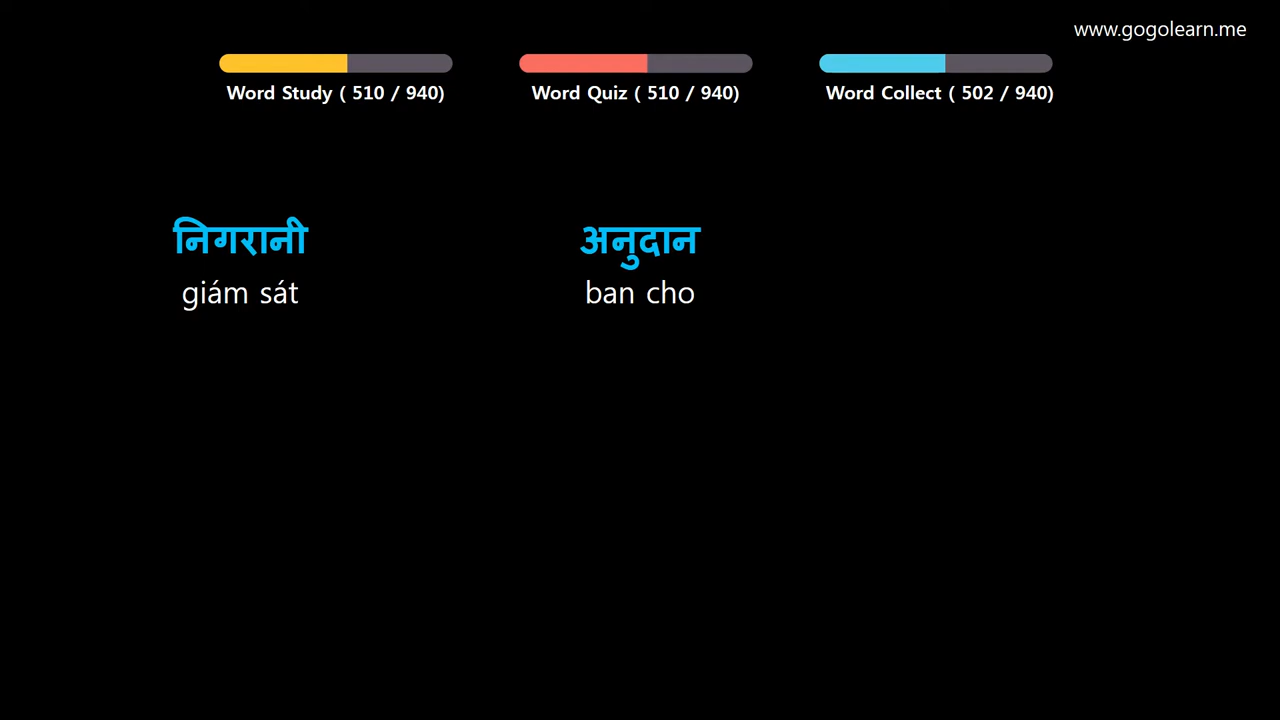 www.gogolearn.me
Word Study ( 510 / 940)
Word Quiz ( 510 / 940)
Word Collect ( 502 / 940)
निगरानी
giám sát
अनुदान
ban cho